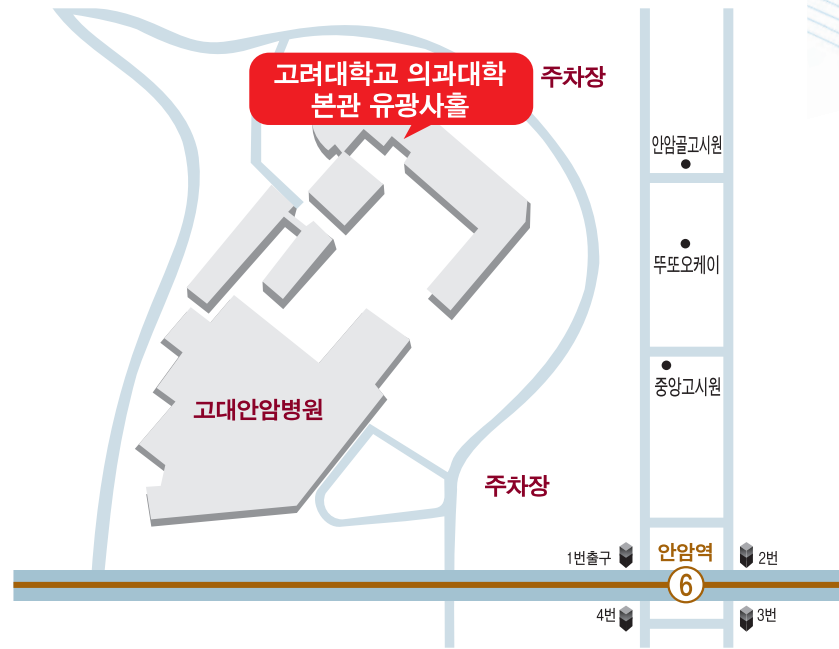 고려대학교 의과대학
본관 유광사홀
주차장
안암골고시원
뚜또오케이
중앙고시원
고대안암병원
주차장
1번출구
안암역
2번
6
4번
3번